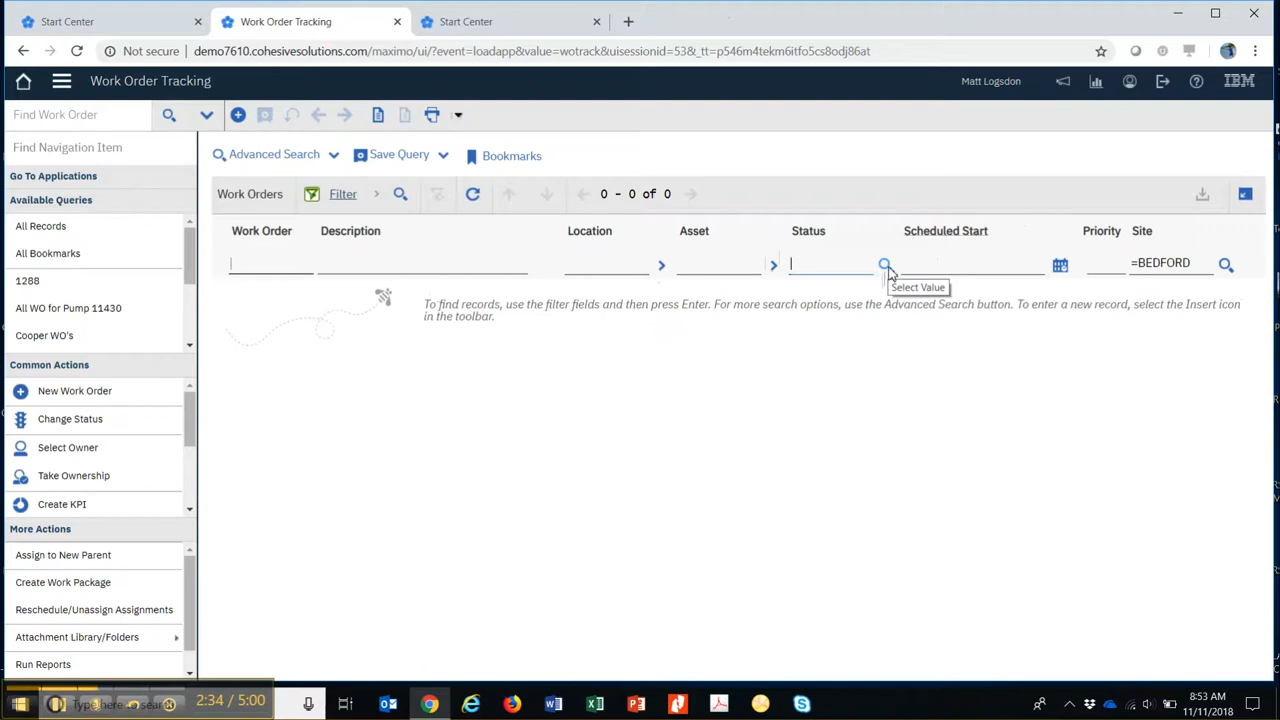 Start Center
Work Order Tracking
Start Center
Not secure
demo7610.cohesivesolutions.com/maximo/ui/?event=loadapp&value=wotrack&uisessionid=53&_tt=p546m4tekm6itfo5cs8odj86at
Work Order Tracking
Matt Logsdon
IBM
Find Work Order
Find Navigation Item
Advanced Search
Save Query
Bookmarks
Go To Applications
Available Queries
Work Orders
Filter
0 - 0 of 0
All Records
All Bookmarks
1288
All WO for Pump 11430
Cooper WO's
Work Order
Description
Location
Asset
Status
Scheduled Start
Priority
Site
=BEDFORD
Select Value
To find records, use the filter fields and then press Enter. For more search options, use the Advanced Search button. To enter a new record, select the Insert icon
in the toolbar.
Common Actions
New Work Order
Change Status
Select Owner
Take Ownership
Create KPI
More Actions
Assign to New Parent
Create Work Package
Reschedule/Unassign Assignments
Attachment Library/Folders
Run Reports
Type here to search
2:34 / 5:00
8:53 AM
11/11/2018